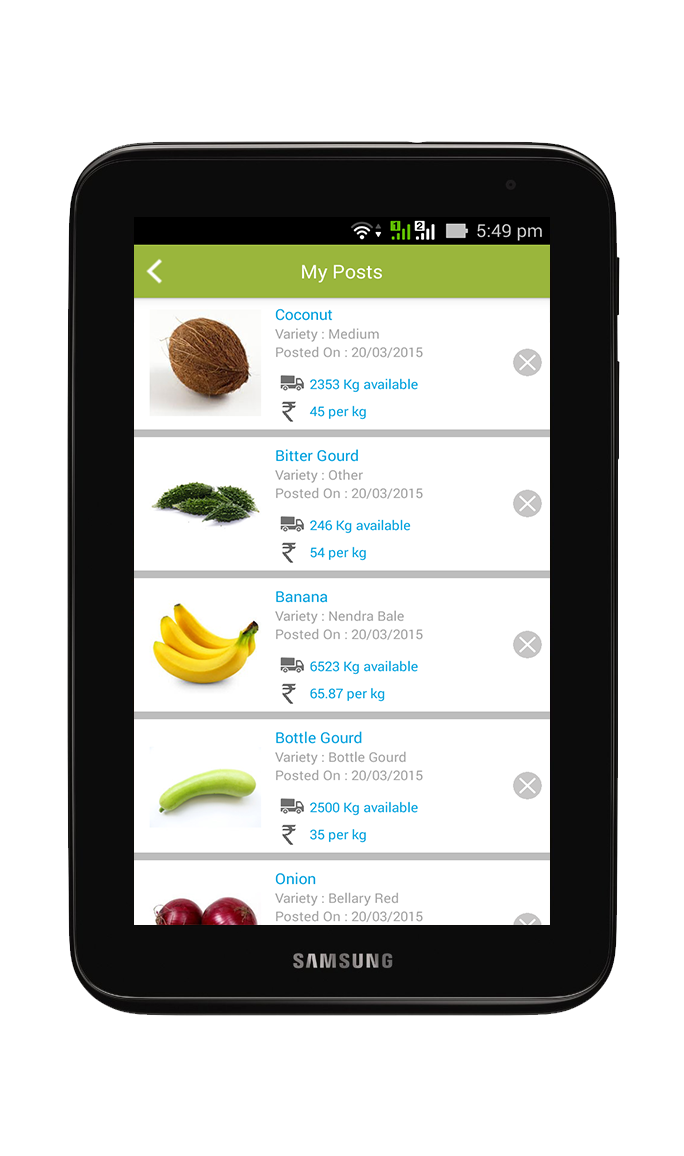 1 2 5:49 pm
My Posts
Coconut
Variety : Medium
Posted On : 20/03/2015
2353 Kg available
₹ 45 per kg
Bitter Gourd
Variety : Other
Posted On : 20/03/2015
246 Kg available
₹ 54 per kg
Banana
Variety : Nendra Bale
Posted On : 20/03/2015
6523 Kg available
₹ 65.87 per kg
Bottle Gourd
Variety : Bottle Gourd
Posted On : 20/03/2015
2500 Kg available
₹ 35 per kg
Onion
Variety : Bellary Red
Posted On : 20/03/2015
SAMSUNG